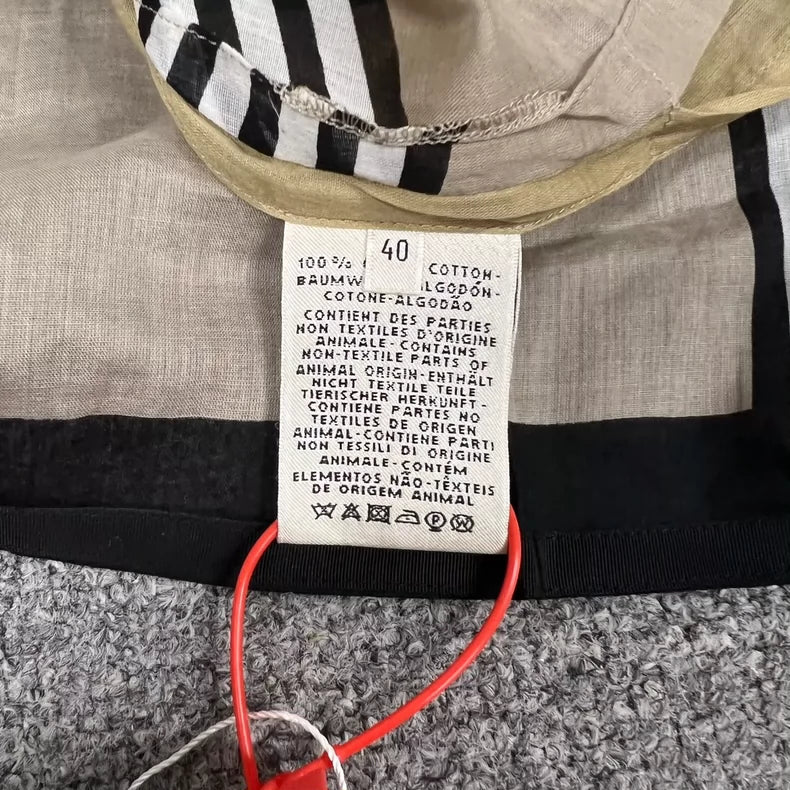 40
100 % COTTON-
BAUMW LGODÓN-
COTONE-ALGODÃO
CONTIENT DES PARTIES
NON TEXTILES D'ORIGINE
ANIMALE-CONTAINS
NON-TEXTILE PARTS OF
ANIMAL ORIGIN-ENTHÄLT
NICHT TEXTILE TEILE
TIERISCHER HERKUNFT-
CONTIENE PARTES NO
TEXTILES DE ORIGEN
ANIMAL-CONTIENE PARTI
NON TESSILI DI ORIGINE
ANIMALE-CONTÉM
ELEMENTOS NÃO-TÊXTEIS
DE ORIGEM ANIMAL
P W